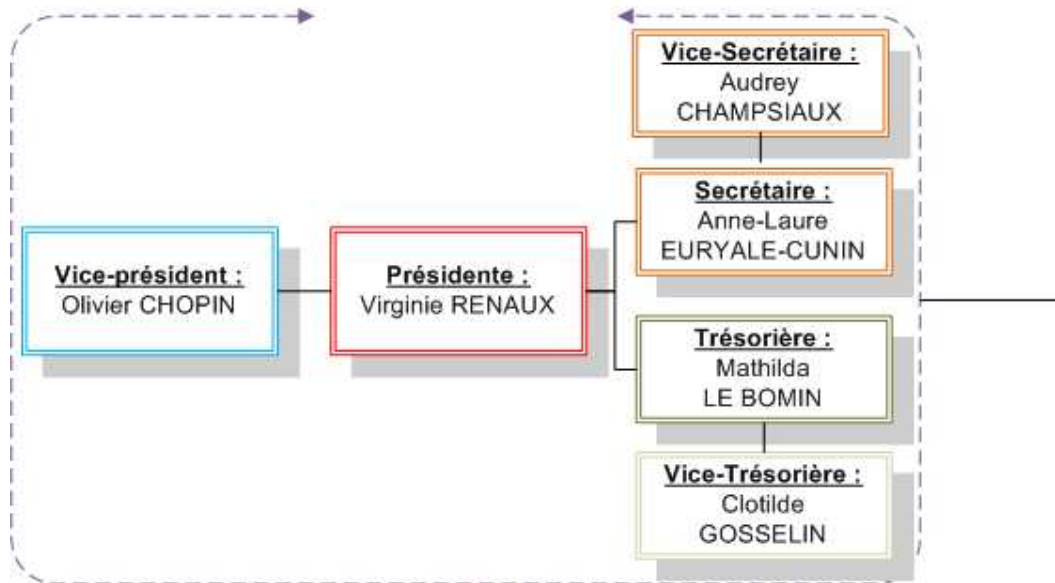 Vice-Secrétaire :
Audrey
CHAMPSIAUX
Secrétaire :
Anne-Laure
EURYALE-CUNIN
Vice-président :
Olivier CHOPIN
Présidente :
Virginie RENAUX
Trésorière :
Mathilda
LE BOMIN
Vice-Trésorière :
Clotilde
GOSSELIN